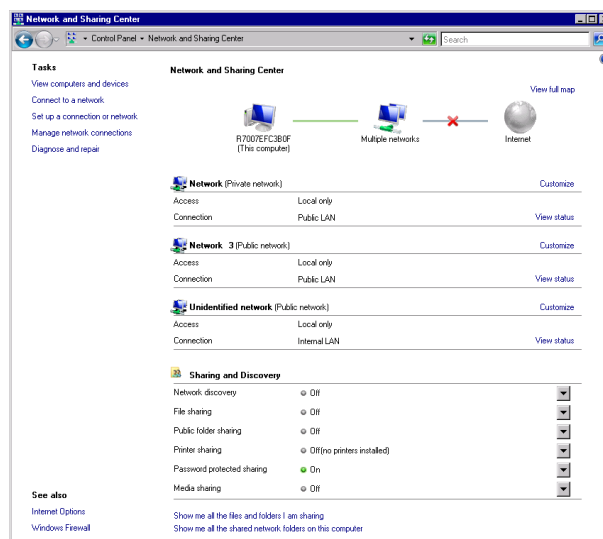 Network and Sharing Center
Control Panel Network and Sharing Center Search
Tasks
View computers and devices
Connect to a network
Set up a connection or network
Manage network connections
Diagnose and repair
Network and Sharing Center
View full map
R7007EFC3B0F
(This computer)
Multiple networks
Internet
Network (Private network) Customize
Access Local only
Connection Public LAN View status
Network 3 (Public network) Customize
Access Local only
Connection Public LAN View status
Unidentified network (Public network) Customize
Access Local only
Connection Internal LAN View status
Sharing and Discovery
Network discovery Off
File sharing Off
Public folder sharing Off
Printer sharing Off(no printers installed)
Password protected sharing On
Media sharing Off
See also
Internet Options
Windows Firewall
Show me all the files and folders I am sharing
Show me all the shared network folders on this computer